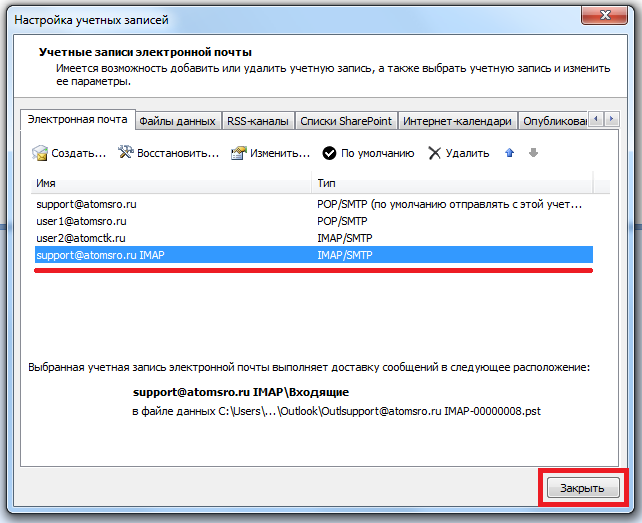 Настройка учетных записей
Учетные записи электронной почты
Имеется возможность добавить или удалить учетную запись, а также выбрать учетную запись и изменить
ее параметры.
Электронная почта Файлы данных RSS-каналы Списки SharePoint Интернет-календари Опубликован
Создать... Восстановить... Изменить... По умолчанию Удалить
Имя Тип
support@atomsro.ru POP/SMTP (по умолчанию отправлять с этой учет...
user1@atomsro.ru POP/SMTP
user2@atomctk.ru IMAP/SMTP
support@atomsro.ru IMAP IMAP/SMTP
Выбранная учетная запись электронной почты выполняет доставку сообщений в следующее расположение:
support@atomsro.ru IMAP\Входящие
в файле данных C:\Users\...\Outlook\Outlsupport@atomsro.ru IMAP-00000008.pst
Закрыть